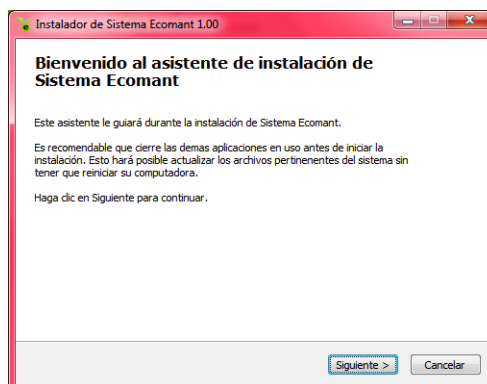 Instalador de Sistema Ecomant 1.00
Bienvenido al asistente de instalación de
Sistema Ecomant
Este asistente le guiará durante la instalación de Sistema Ecomant.
Es recomendable que cierre las demas aplicaciones en uso antes de iniciar la
instalación. Esto hará posible actualizar los archivos pertinenentes del sistema sin
tener que reiniciar su computadora.
Haga clic en Siguiente para continuar.
Siguiente > Cancelar